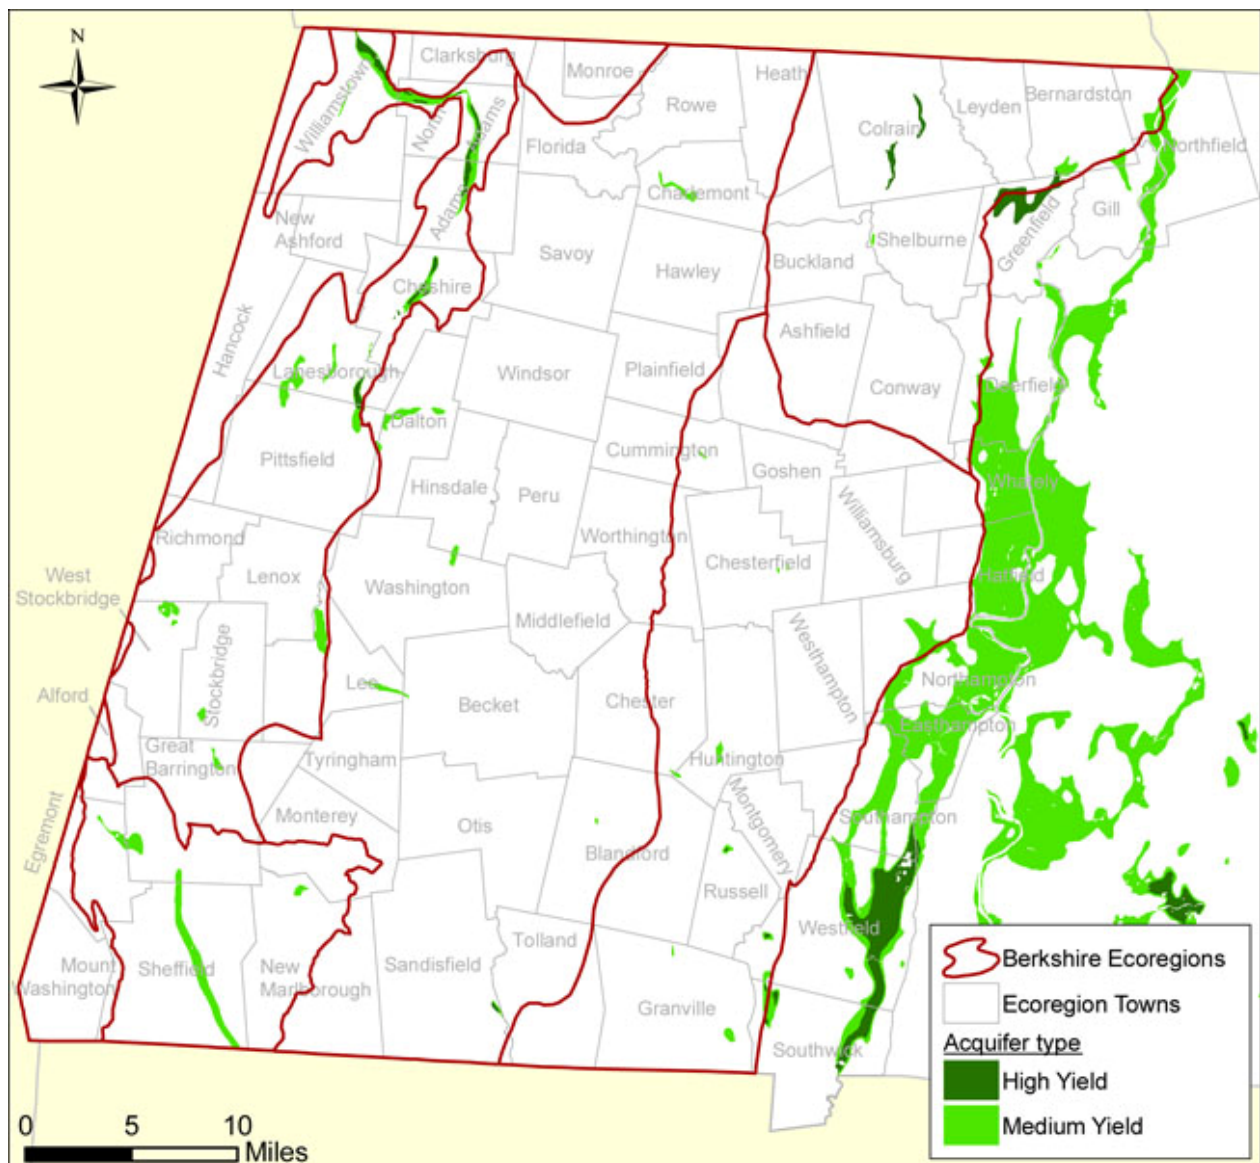 N
Clarksburg
Monroe
Heath
Rowe
Leyden
Bernardston
Williamstown
North
Adams
Florida
Colrain
Northfield
Charlemont
Adams
Gill
New
Ashford
Savoy
Hawley
Buckland
Shelburne
Greenfield
Cheshire
Hancock
Ashfield
Lanesborough
Windsor
Plainfield
Conway
Deerfield
Dalton
Pittsfield
Cummington
Goshen
Hinsdale
Peru
Whately
Richmond
Worthington
Williamsburg
Lenox
Washington
Chesterfield
Hatfield
West
Stockbridge
Middlefield
Stockbridge
Westhampton
Lee
Northampton
Alford
Becket
Chester
Easthampton
Great
Barrington
Tyringham
Huntington
Egremont
Monterey
Otis
Montgomery
Southampton
Blandford
Russell
Westfield
Tolland
Mount
Washington
Sheffield
New
Marlborough
Sandisfield
Granville
Southwick
Berkshire Ecoregions
Ecoregion Towns
Acquifer type
High Yield
Medium Yield
0 5 10
Miles